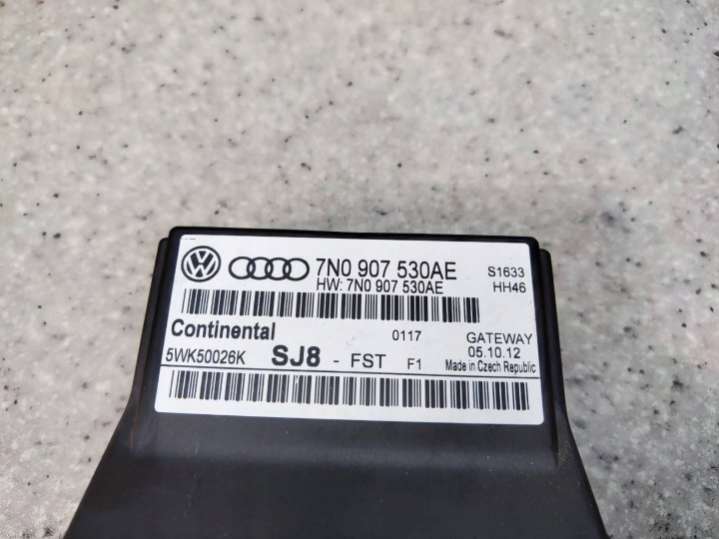 7N0 907 530AE S1633
HW: 7N0 907 530AE HH46
Continental 0117 GATEWAY
5WK50026K SJ8 - FST F1 05.10.12
Made in Czech Republic